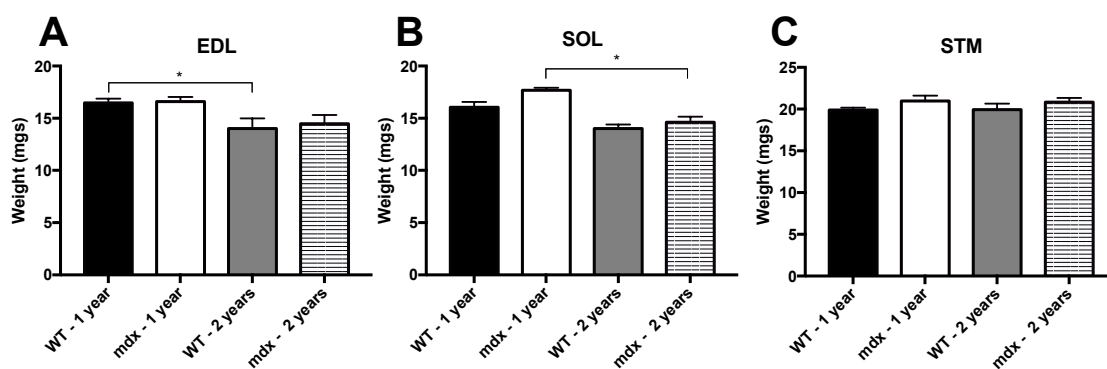 A
EDL
*
20
15
10
5
0
Weight (mgs)
WT - 1 year
mdx - 1 year
WT - 2 years
mdx -  2 years
B
SOL
*
20
15
10
5
0
Weight (mgs)
WT - 1 year
mdx - 1 year
WT - 2 years
mdx -  2 years
C
STM
25
20
15
10
5
0
Weight (mgs)
WT - 1 year
mdx - 1 year
WT - 2 years
mdx -  2 years